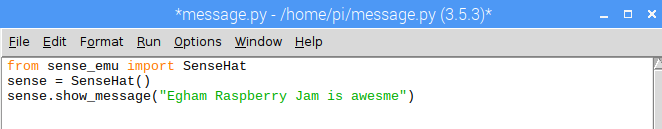 *message.py - /home/pi/message.py (3.5.3)*
File Edit Format Run Options Window Help
from sense_emu import SenseHat
sense = SenseHat()
sense.show_message("Egham Raspberry Jam is awesme")